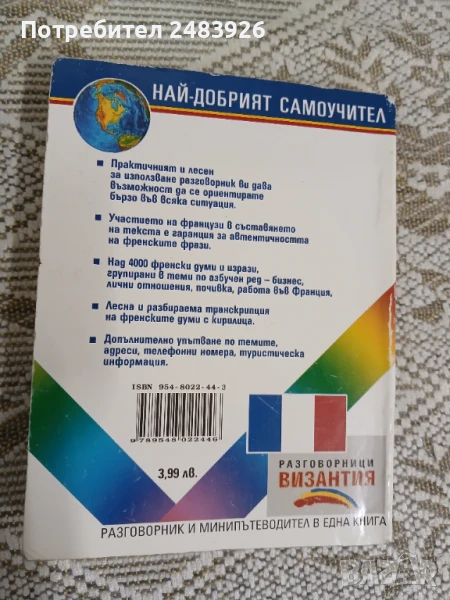 Потребител 2483926
НАЙ-ДОБРИЯТ САМОУЧИТЕЛ
Практичният и лесен
за използване разговорник ви дава
възможност да се ориентирате
бързо във всяка ситуация.
Участието на французи в съставянето
на текста е гаранция за автентичността
на френските фрази.
Над 4000 френски думи и изрази,
групирани в теми по азбучен ред – бизнес,
лични отношения, почивка, работа във Франция,
Лесна и разбираема транскрипция
на френските думи с кирилица.
Допълнително упътване по темите,
адреси, телефонни номера, туристическа
информация.
ISBN 954-8022-44-3
9789548022446
3,99 лв.
РАЗГОВОРНИЦИ
ВИЗАНТИЯ
РАЗГОВОРНИК И МИНИПЪТЕВОДИТЕЛ В ЕДНА КНИГА